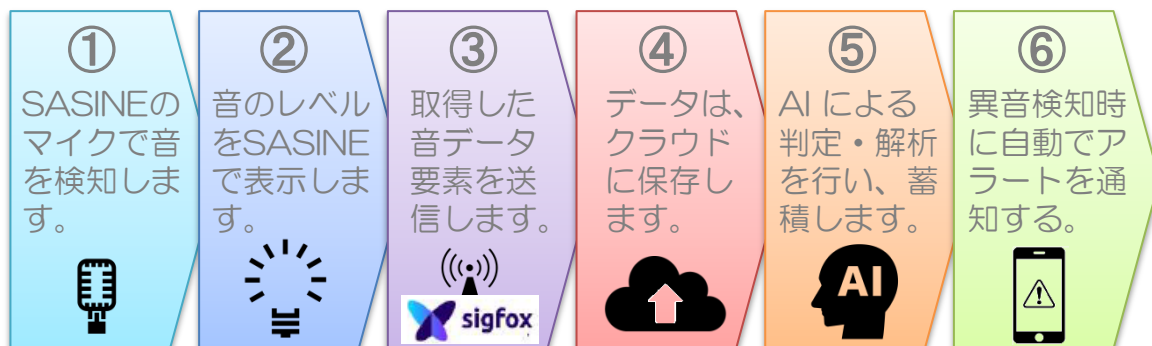 ①
SASINEの
マイクで音
を検知しま
す。
②
音のレベル
をSASINE
で表示しま
す。
③
取得した
音データ
要素を送
信します。
sigfox
④
データは、
クラウド
に保存し
ます。
⑤
AI による
判定・解析
を行い、蓄
積します。
AI
⑥
異音検知時
に自動でア
ラートを通
知する。